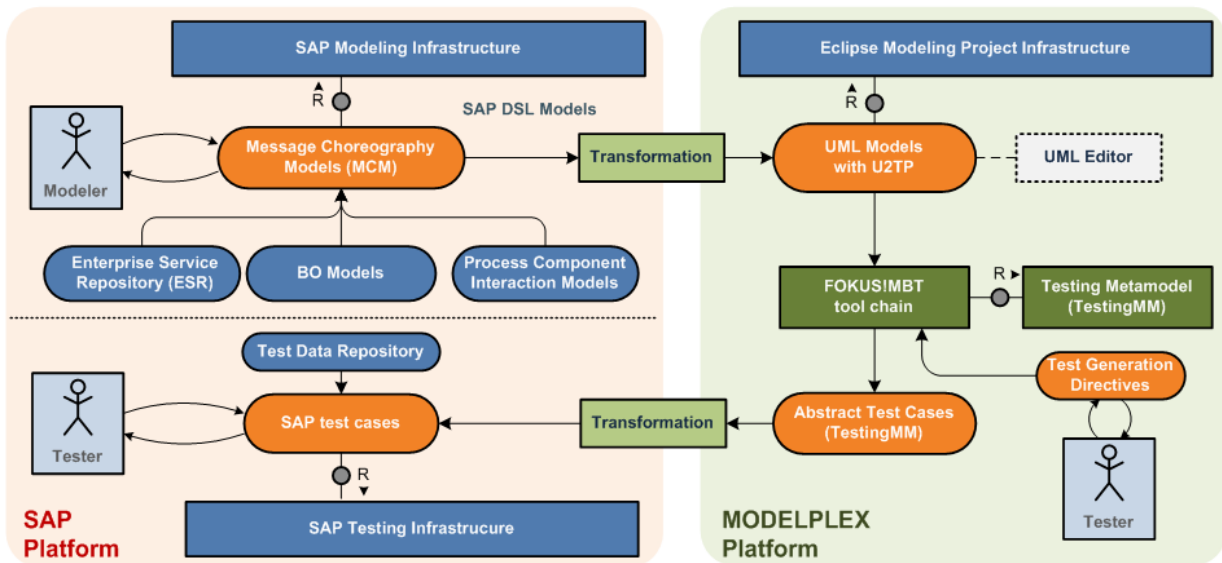 SAP Modeling Infrastructure
Eclipse Modeling Project Infrastructure
R
SAP DSL Models
R
Modeler
Message Choreography
Models (MCM)
Transformation
UML Models
with U2TP
UML Editor
Enterprise Service
Repository (ESR)
BO Models
Process Component
Interaction Models
FOKUS!MBT
tool chain
R
Testing Metamodel
(TestingMM)
Test Data Repository
Test Generation
Directives
Tester
SAP test cases
Transformation
Abstract Test Cases
(TestingMM)
R
Tester
SAP
Platform
SAP Testing Infrastrucure
MODELPLEX
Platform